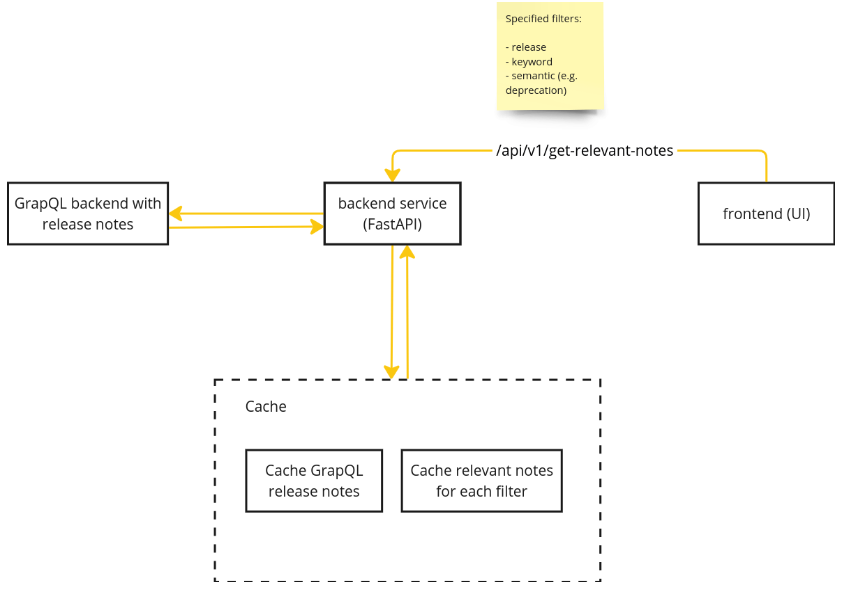 Specified filters:
- release
- keyword
- semantic (e.g.
deprecation)
/api/v1/get-relevant-notes
GrapQL backend with
release notes
backend service
(FastAPI)
frontend (UI)
Cache
Cache GrapQL
release notes
Cache relevant notes
for each filter